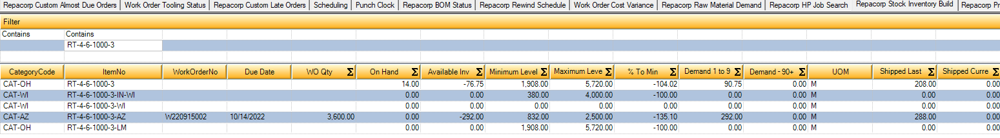 Repacorp Custom Almost Due Orders Work Order Tooling Status Repacorp Custom Late Orders Scheduling Punch Clock Repacorp BOM Status Repacorp Rewind Schedule Work Order Cost Variance Repacorp Raw Material Demand Repacorp HP Job Search Repacorp Stock Inventory Build Repacorp Pr
Filter
Contains Contains
RT-4-6-1000-3
CategoryCode ItemNo WorkOrderNo Due Date WO Qty Σ On Hand Σ Available Inv Σ Minimum Level Σ Maximum Leve Σ % To Min Σ Demand 1 to 9 Σ Demand - 90+ Σ UOM Shipped Last Σ Shipped Curre Σ
CAT-OH RT-4-6-1000-3 14.00 -76.75 1,908.00 5,720.00 -104.02 90.75 0.00 M 208.00 0.00
CAT-WI RT-4-6-1000-3-IN-WI 0.00 0.00 380.00 4,000.00 -100.00 0.00 0.00 M 0.00 0.00
CAT-WI RT-4-6-1000-3-WI 0.00 0.00 0.00 0.00 0.00 0.00 0.00 M 0.00 0.00
CAT-AZ RT-4-6-1000-3-AZ W220915002 10/14/2022 3,600.00 0.00 -292.00 832.00 2,500.00 -135.10 292.00 0.00 M 288.00 0.00
CAT-OH RT-4-6-1000-3-LM 0.00 0.00 1,908.00 5,720.00 -100.00 0.00 0.00 M 0.00 0.00